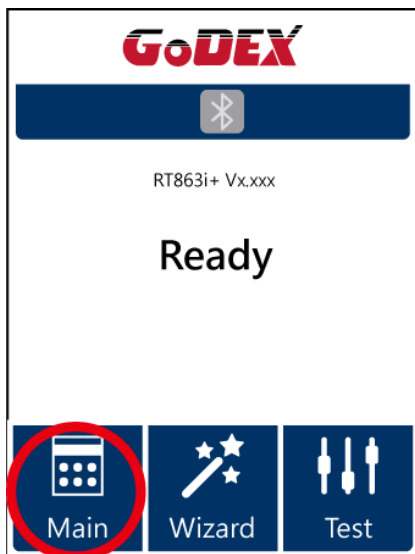 GoDEX
RT863i+ Vx.xxx
Ready
Main
Wizard
Test